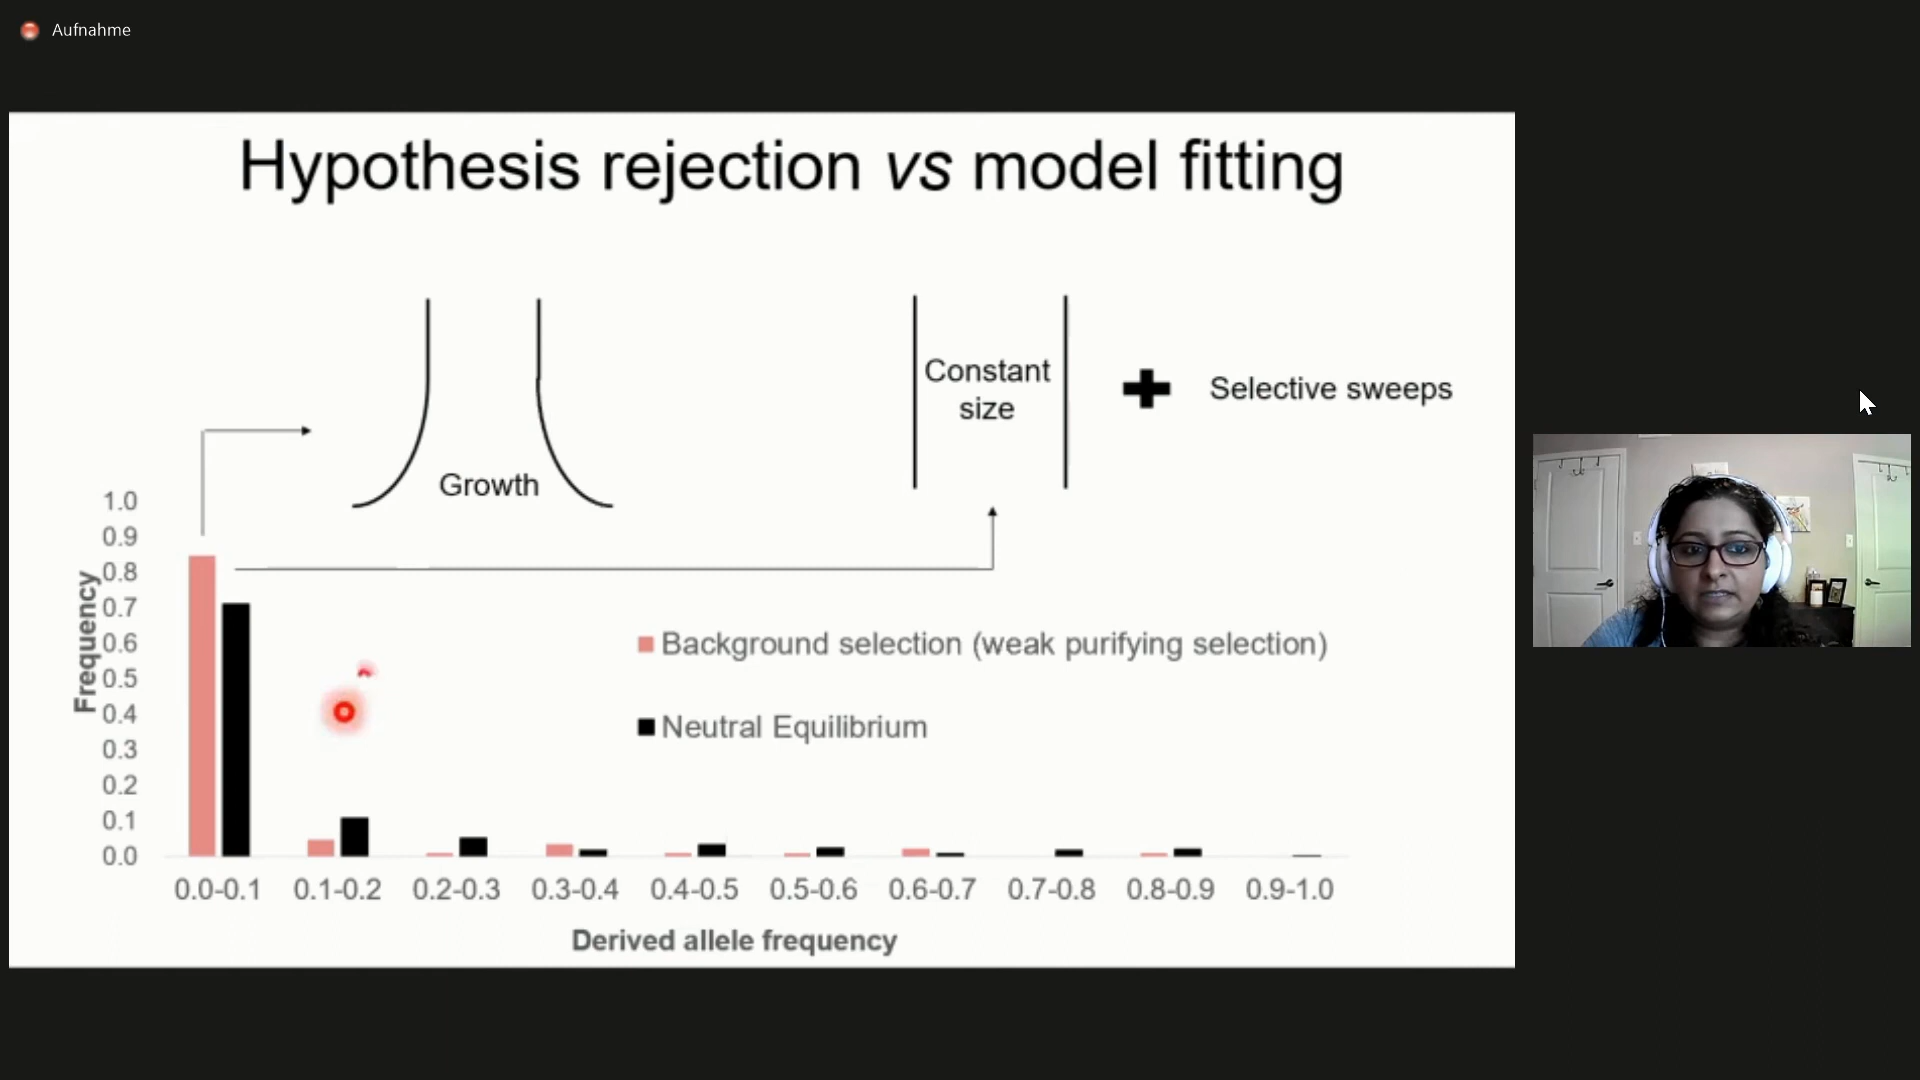 Aufnahme
Hypothesis rejection vs model fitting
Growth
Constant
size
Selective sweeps
Frequency
1.0
0.9
0.8
0.7
0.6
0.5
0.4
0.3
0.2
0.1
0.0
Background selection (weak purifying selection)
Neutral Equilibrium
0.0-0.1 0.1-0.2 0.2-0.3 0.3-0.4 0.4-0.5 0.5-0.6 0.6-0.7 0.7-0.8 0.8-0.9 0.9-1.0
Derived allele frequency